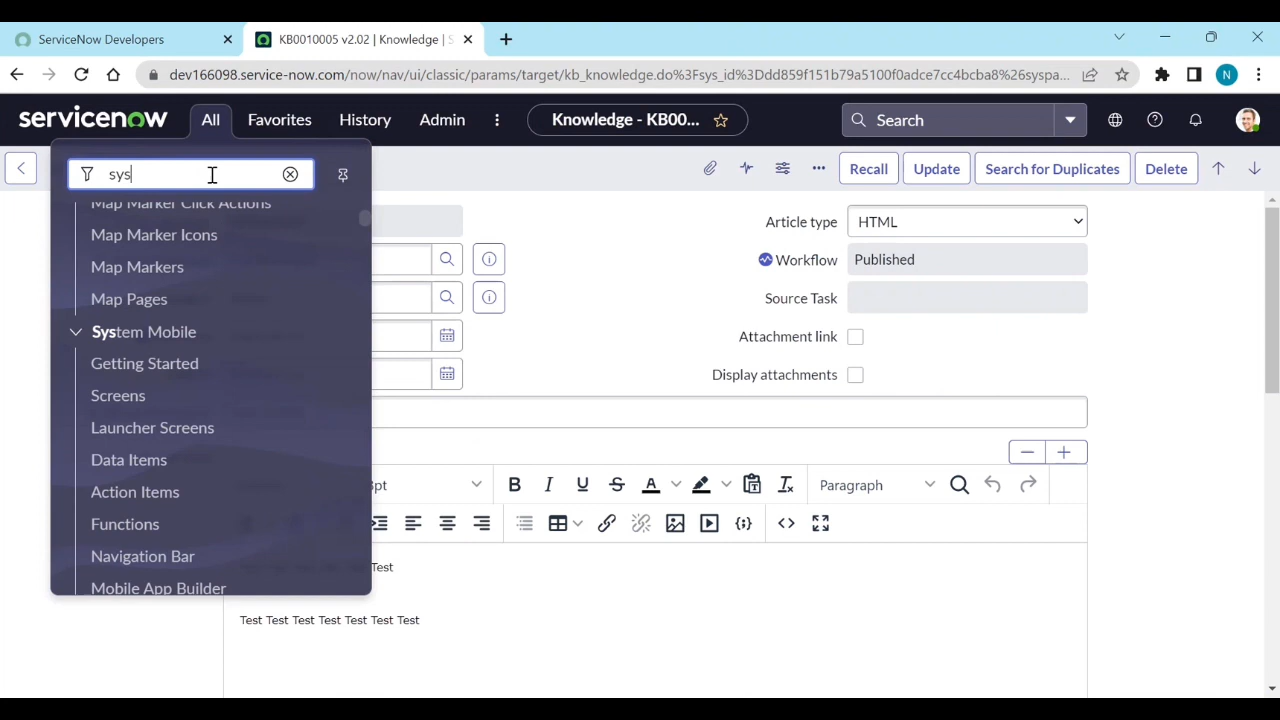 ServiceNow Developers
KB0010005 v2.02 | Knowledge | S
dev166098.service-now.com/now/nav/ui/classic/params/target/kb_knowledge.do%3Fsys_id%3Ddd859f151b79a5100f0adce7cc4bcba8%26syspa...
N
servicenow
All
Favorites
History
Admin
Knowledge - KB00...
Search
sys
Recall
Update
Search for Duplicates
Delete
Map Marker Click Actions
Map Marker Icons
Map Markers
Map Pages
System Mobile
Getting Started
Screens
Launcher Screens
Data Items
Action Items
Functions
Navigation Bar
Mobile App Builder
Article type
HTML
Workflow
Published
Source Task
Attachment link
Display attachments
8pt
B I U S A
Paragraph
Test
Test Test Test Test Test Test Test